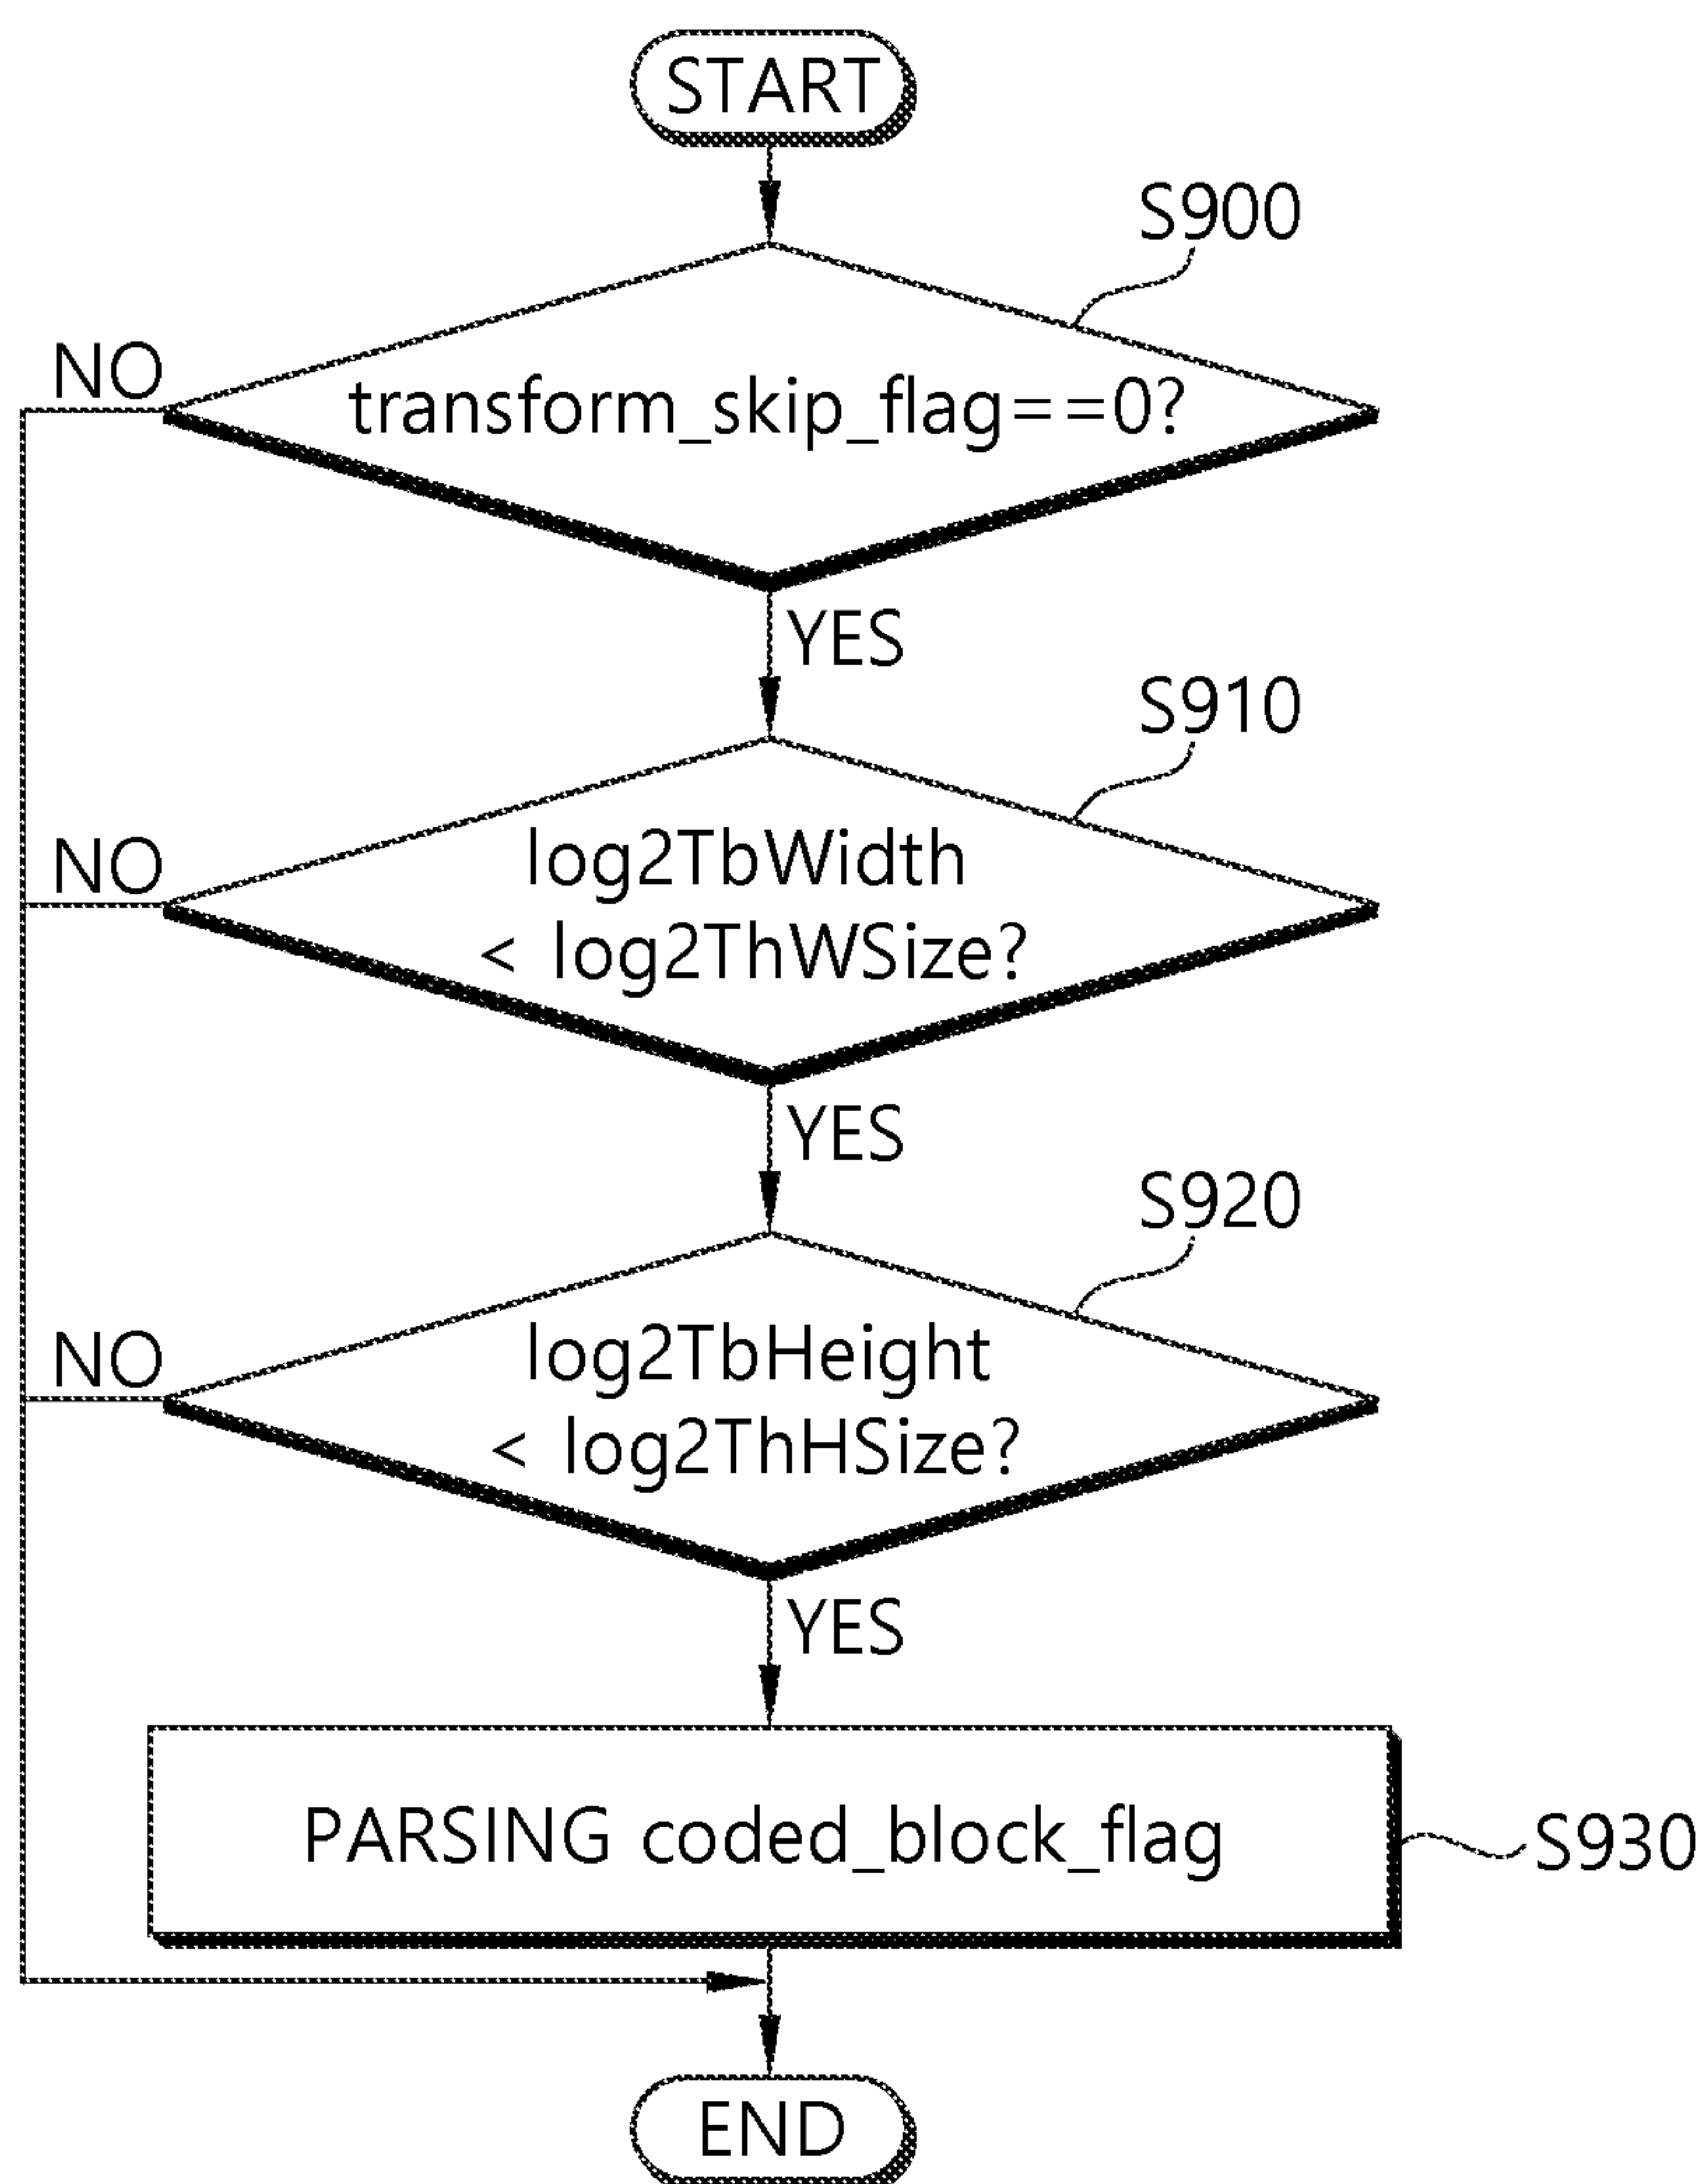 START
S900
NO
transform_skip_flag==0?
YES
S910
NO
log2TbWidth
< log2ThWSize?
YES
S920
NO
log2TbHeight
< log2ThHSize?
YES
PARSING coded_block_flag
S930
END